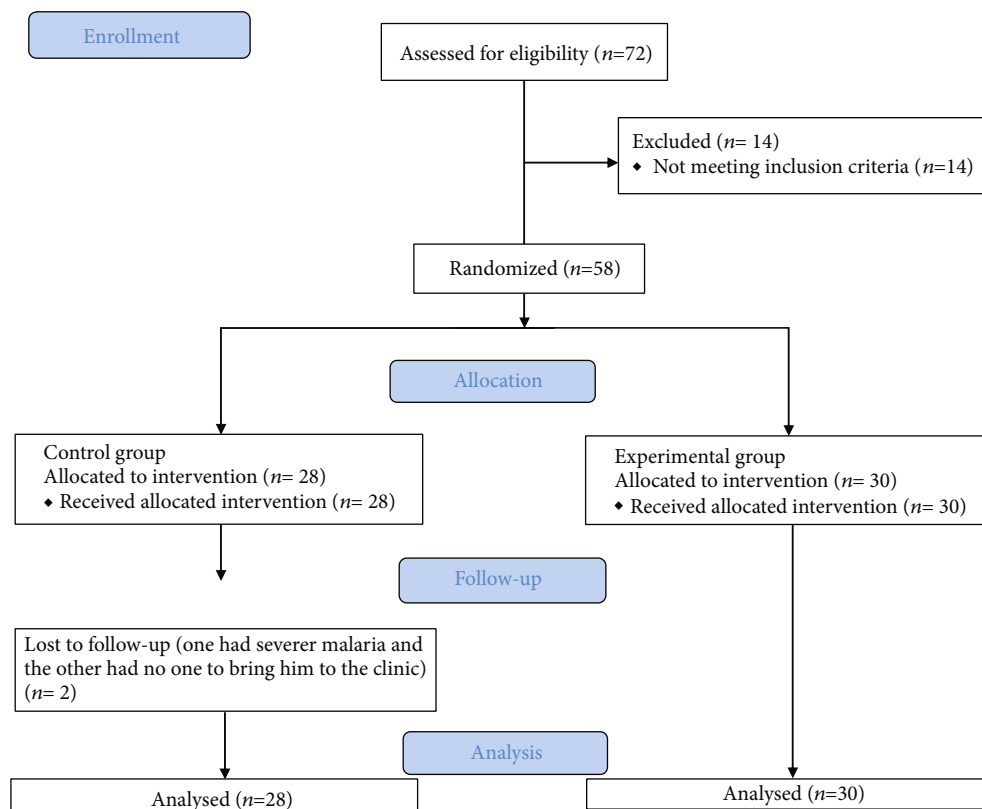 Enrollment
Assessed for eligibility (n=72)
Excluded (n= 14)
◆ Not meeting inclusion criteria (n=14)
Randomized (n=58)
Allocation
Control group
Allocated to intervention (n= 28)
◆ Received allocated intervention (n= 28)
Experimental group
Allocated to intervention (n= 30)
◆ Received allocated intervention (n= 30)
Follow-up
Lost to follow-up (one had severer malaria and
the other had no one to bring him to the clinic)
(n= 2)
Analysis
Analysed (n=28)
Analysed (n=30)